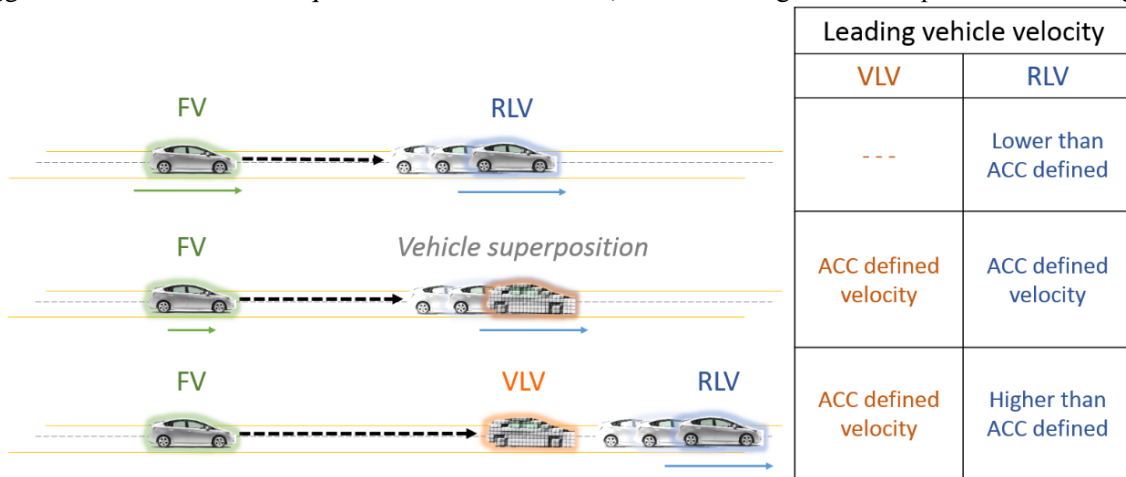 Leading vehicle velocity
VLV RLV
FV RLV
- - - Lower than
ACC defined
FV Vehicle superposition
ACC defined
velocity
ACC defined
velocity
FV VLV RLV
ACC defined
velocity
Higher than
ACC defined